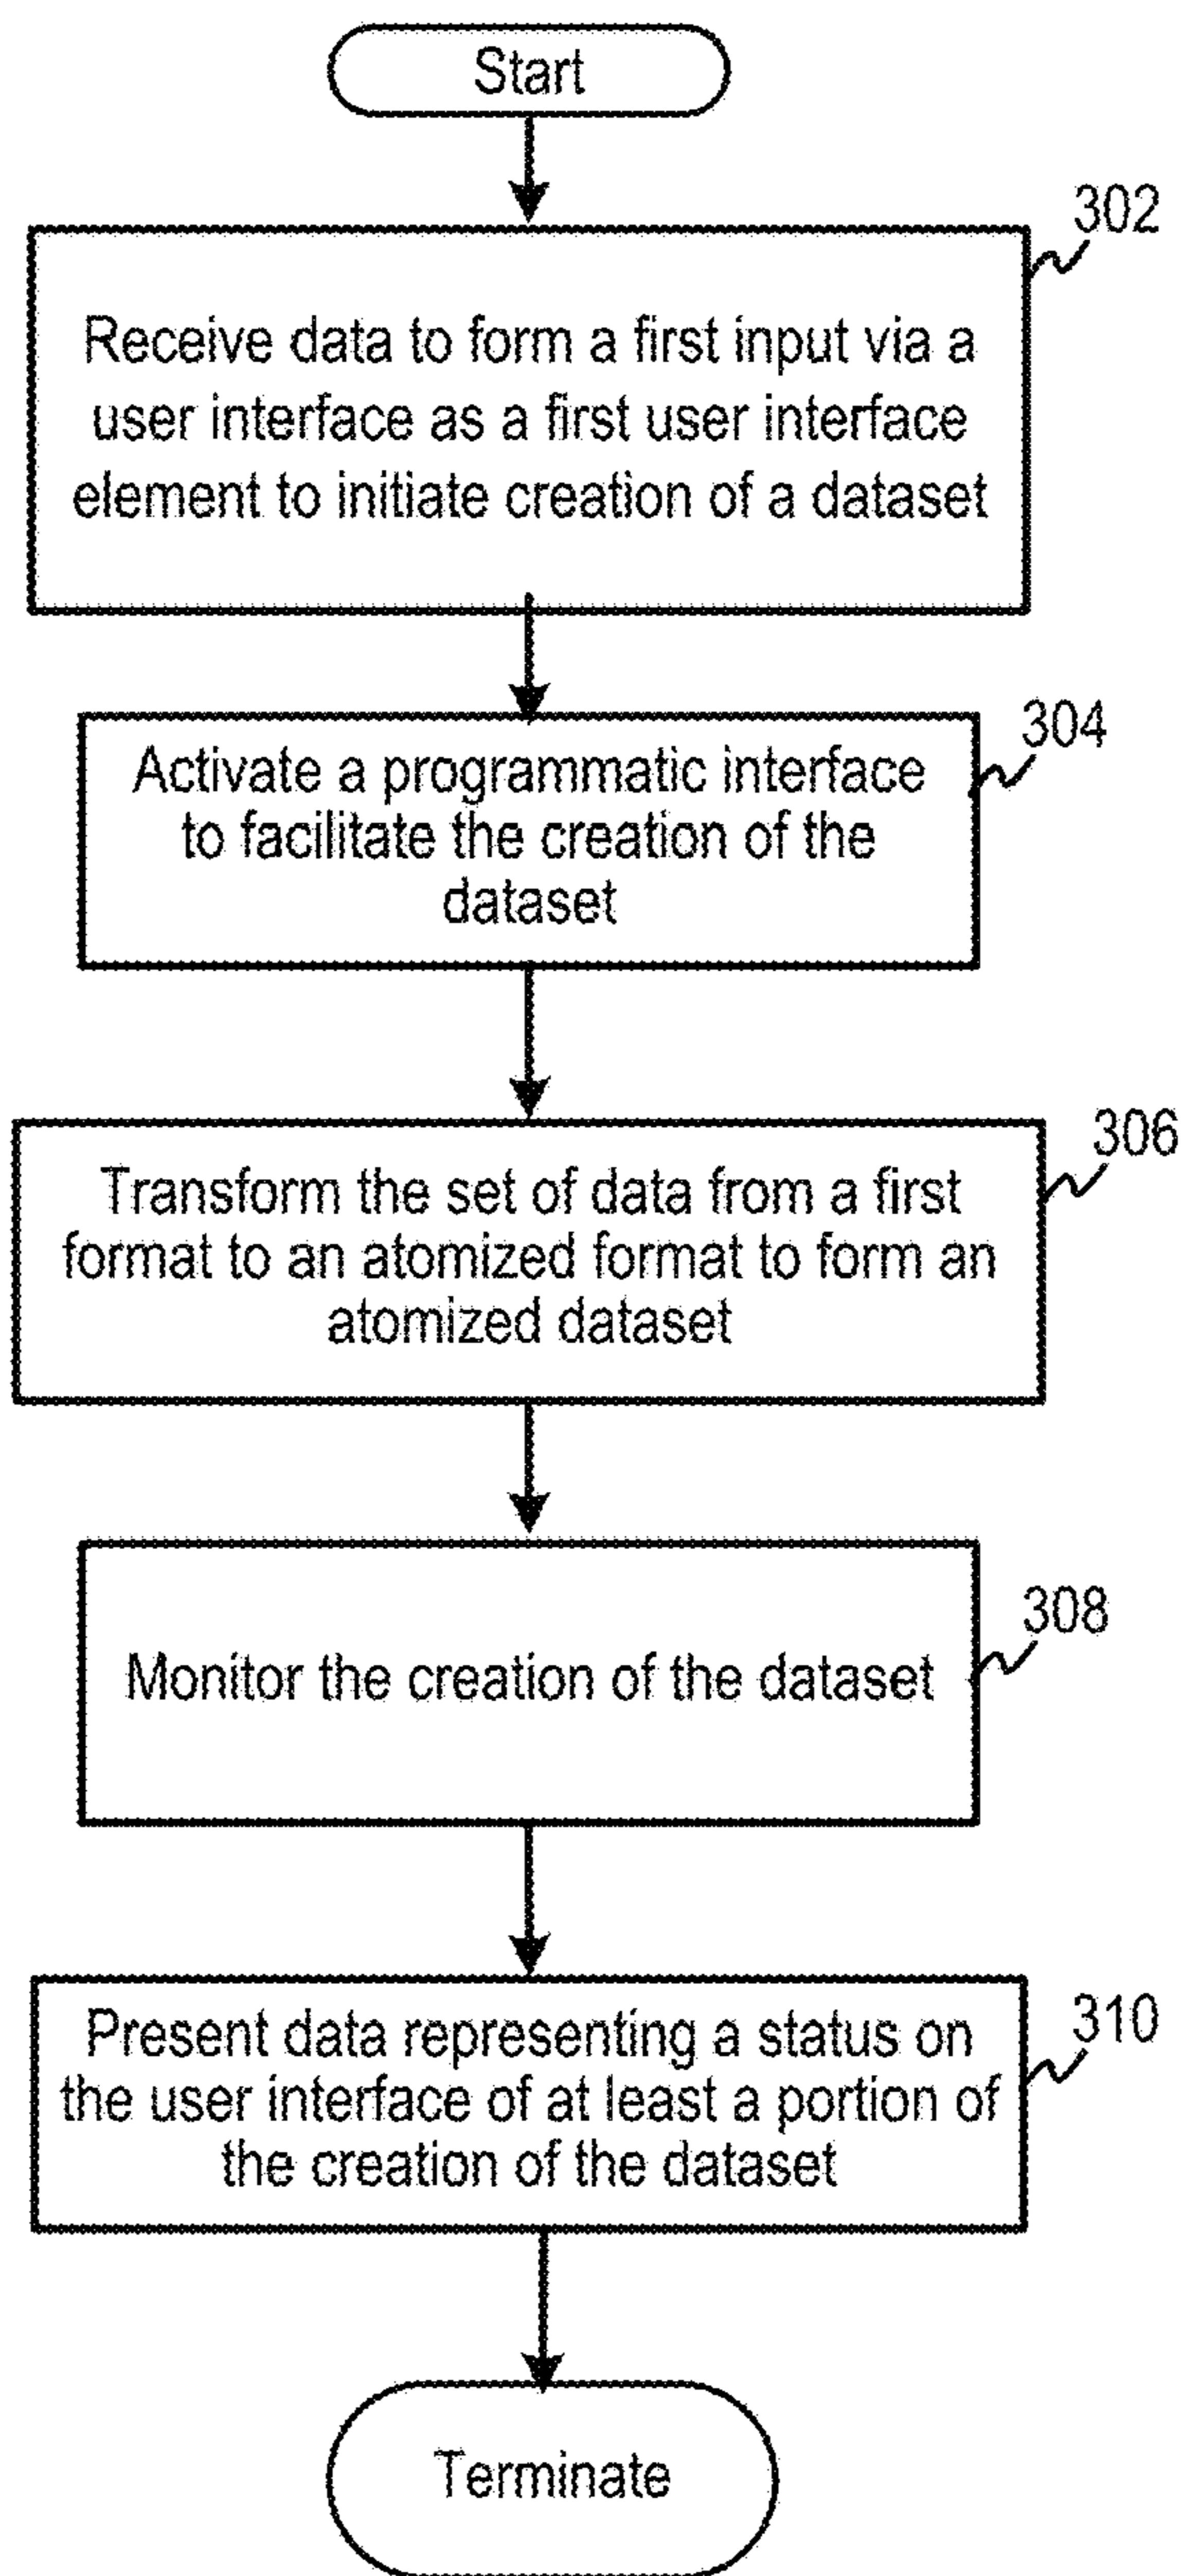 Start
302
Receive data to form a first input via a
user interface as a first user interface
element to initiate creation of a dataset
304
Activate a programmatic interface
to facilitate the creation of the
dataset
306
Transform the set of data from a first
format to an atomized format to form an
atomized dataset
308
Monitor the creation of the dataset
310
Present data representing a status on
the user interface of at least a portion of
the creation of the dataset
Terminate